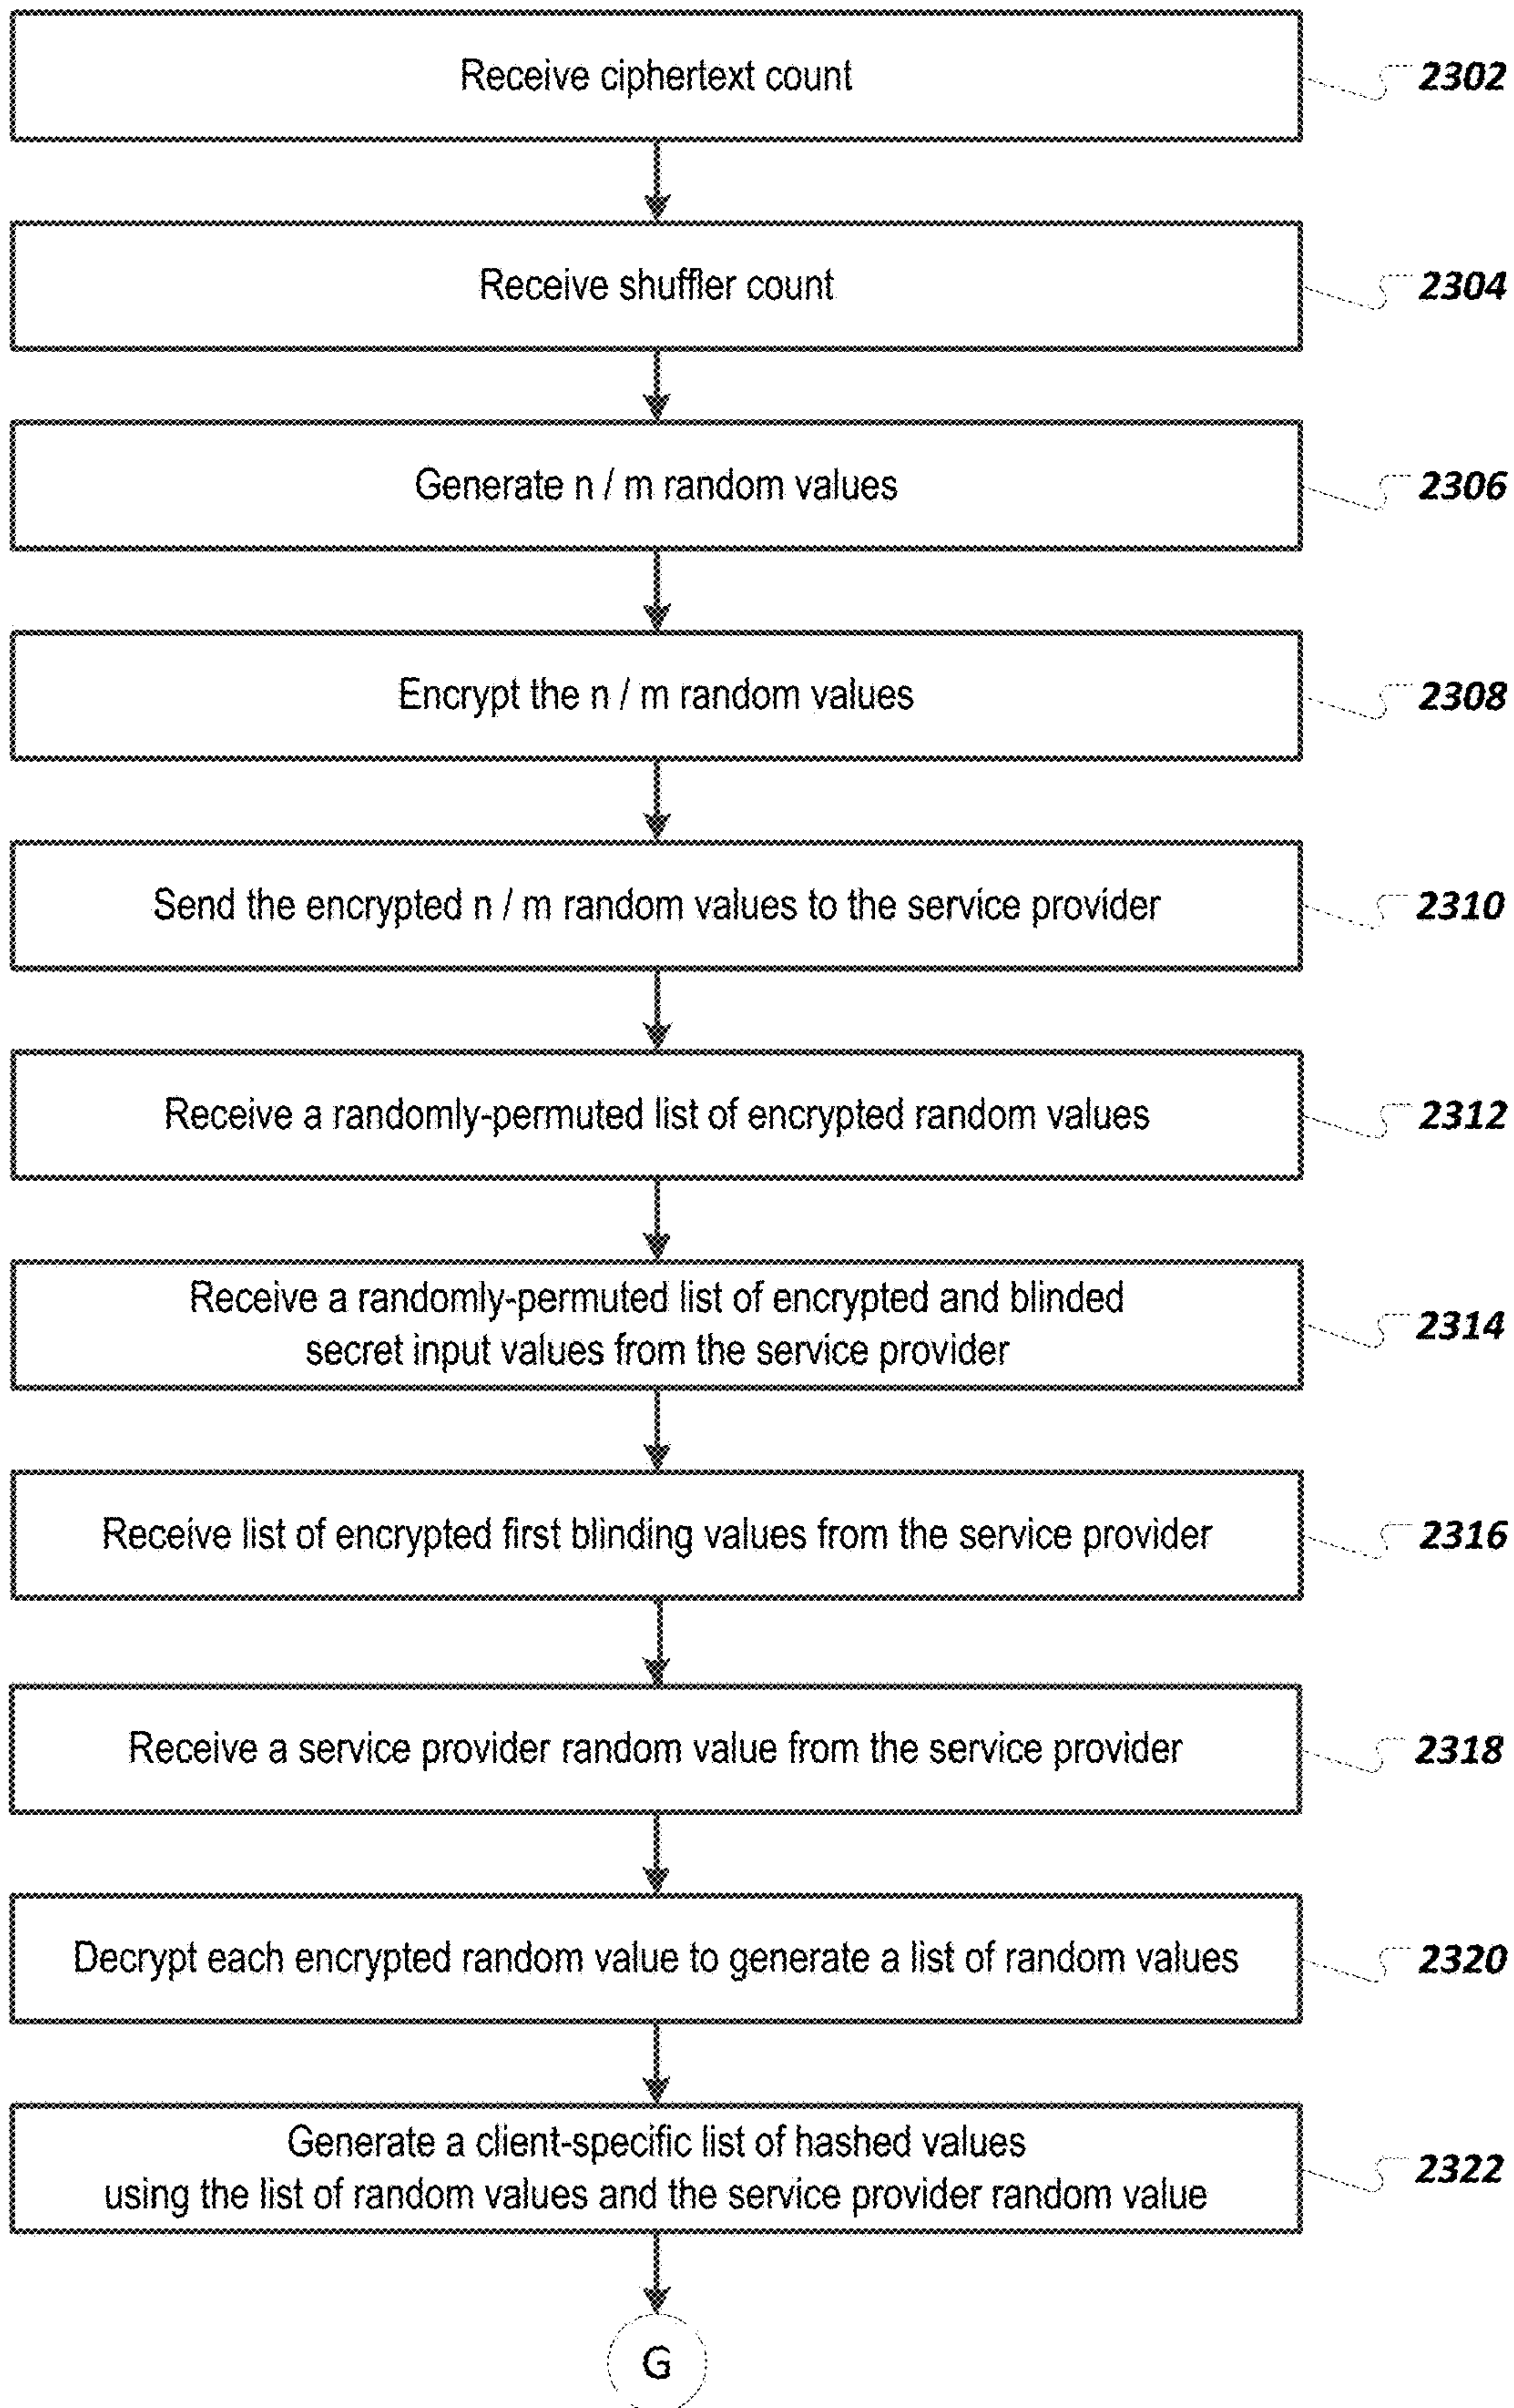 Receive ciphertext count
2302
Receive shuffler count
2304
Generate n / m random values
2306
Encrypt the n / m random values
2308
Send the encrypted n / m random values to the service provider
2310
Receive a randomly-permuted list of encrypted random values
2312
Receive a randomly-permuted list of encrypted and blinded
secret input values from the service provider
2314
Receive list of encrypted first blinding values from the service provider
2316
Receive a service provider random value from the service provider
2318
Decrypt each encrypted random value to generate a list of random values
2320
Generate a client-specific list of hashed values
using the list of random values and the service provider random value
2322
G